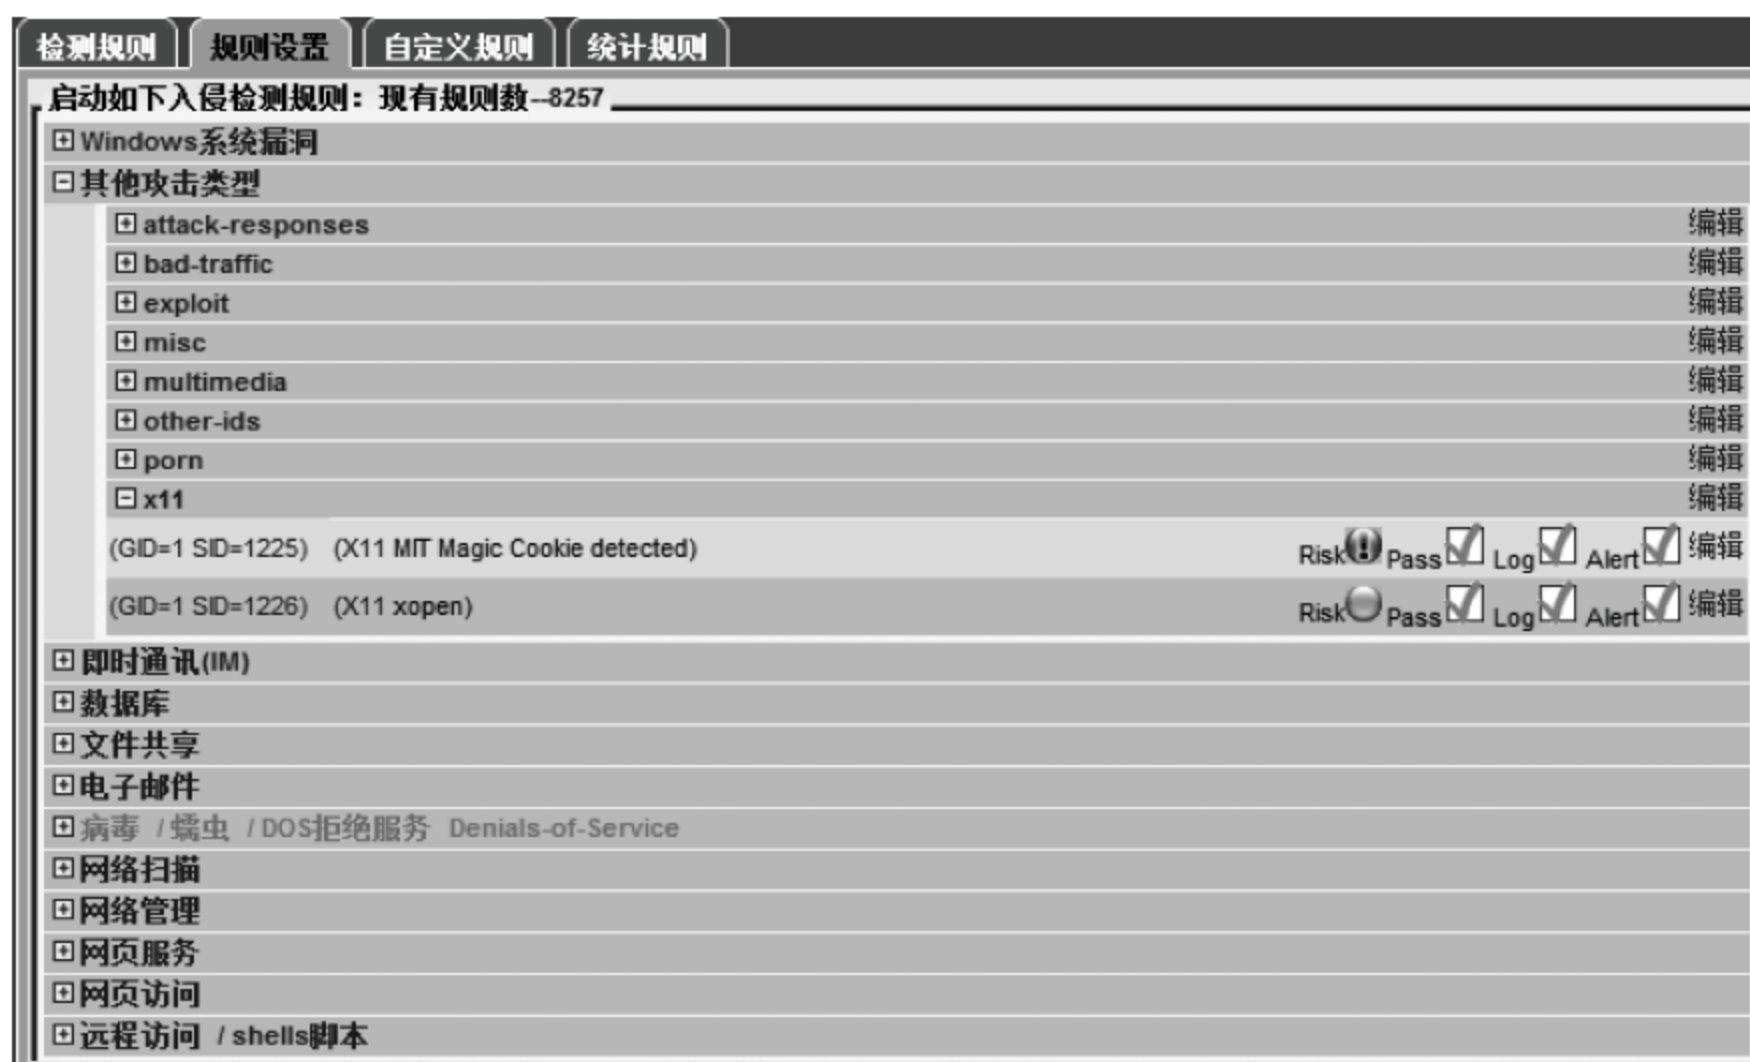 检测规则 规则设置 自定义规则 统计规则
启动如下入侵检测规则：现有规则数--8257
Windows系统漏洞
其他攻击类型
attack-responses 编辑
bad-traffic 编辑
exploit 编辑
misc 编辑
multimedia 编辑
other-ids 编辑
porn 编辑
x11 编辑
(GID=1 SID=1225) (X11 MIT Magic Cookie detected) Risk Pass Log Alert 编辑
(GID=1 SID=1226) (X11 xopen) Risk Pass Log Alert 编辑
即时通讯(IM)
数据库
文件共享
电子邮件
病毒 /蠕虫 /DOS拒绝服务 Denials-of-Service
网络扫描
网络管理
网页服务
网页访问
远程访问 / shells脚本